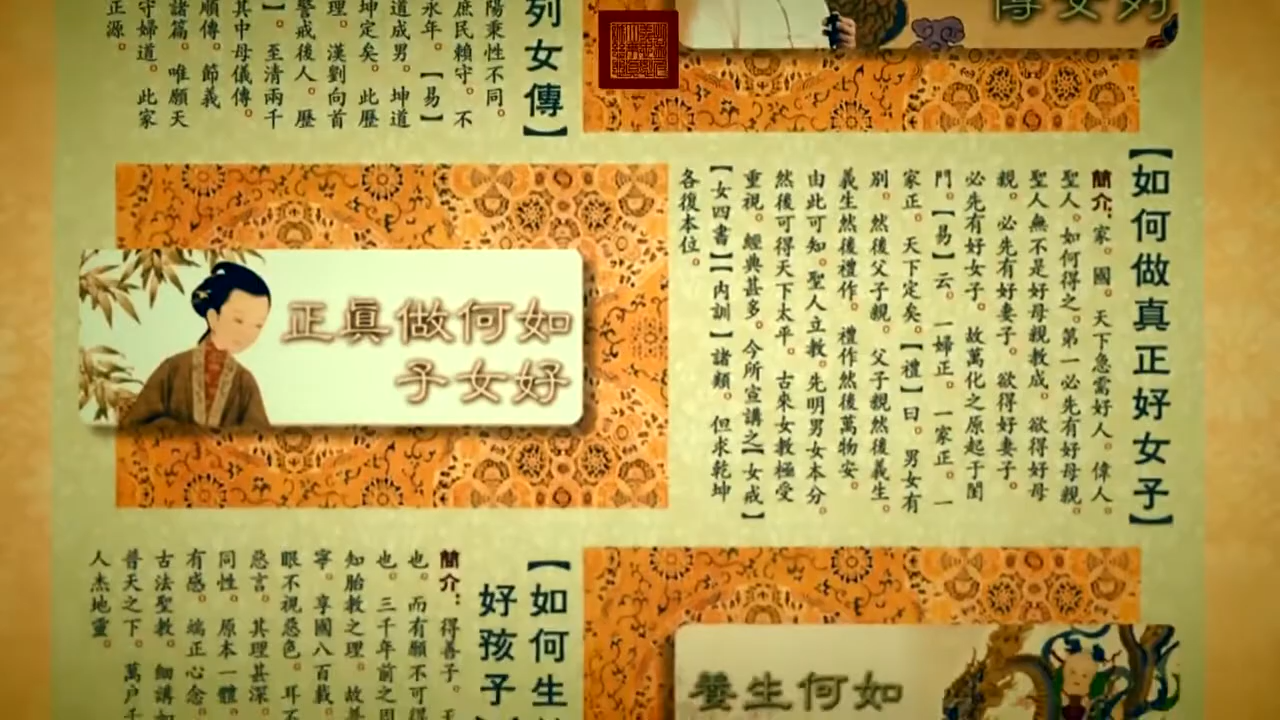 好女傳
列女傳】
陽秉性不同。
庶民賴守。不
永年。【易】
道成男。坤道
坤定矣。此歷
理。漢劉向首
警戒後人。歷
】至清兩千
其中母儀傳。
順傳。節義
諸篇。唯願天
守婦道。此家
正源。
【如何做真正好女子】
簡介：家。國。天下急需好人。偉人。
聖人。如何得之。第一必先有好母親。
聖人無不是好母親教成。欲得好母
親。必先有好妻子。欲得好妻子。
必先有好女子。故萬化之原起于閨
門。【易】云。一婦正。一家正。一
家正。天下定矣。【禮】曰。男女有
別。然後父子親。父子親然後義生。
義生然後禮作。禮作然後萬物安。
由此可知。聖人立教。先明男女本分。
然後可得天下太平。古來女教極受
重視。經典甚多。今所宣講之【女戒】
【女四書】【內訓】諸類。但求乾坤
各復本位。
如何做真正
好女子
【如何生
好孩子】
簡介：得善子。
也。而有願不可得
也。三千年前之周
知胎教之理。故
寧。享國八百載。
眼不視惡色。耳不
惡言。其理甚深。
同性。原本一體。
有感。端正心念。
古法聖教。細講
普天之下。萬户千
人杰地靈。
如何生養